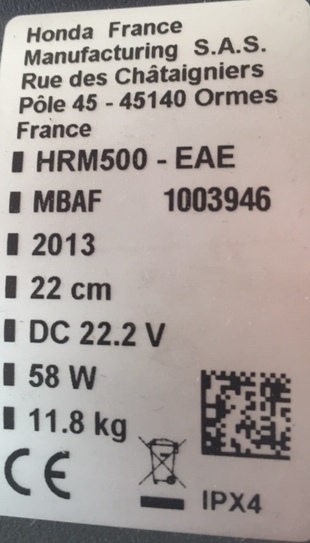 Honda France
Manufacturing S.A.S.
Rue des Châtaigniers
Pôle 45 - 45140 Ormes
France
HRM500 - EAE
MBAF 1003946
2013
22 cm
DC 22.2 V
58 W
11.8 kg
CE
IPX4